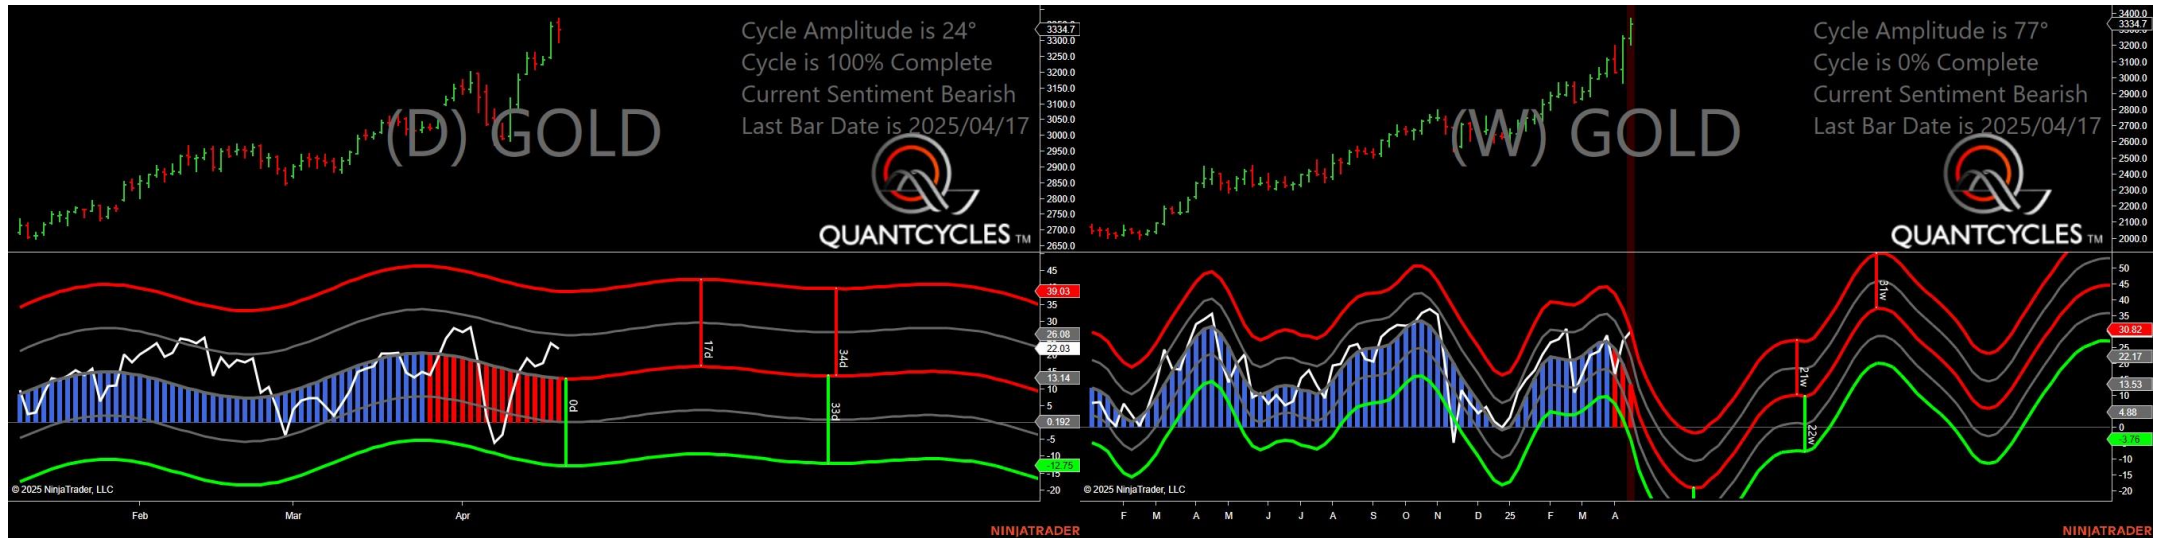 Cycle Amplitude is 24°
Cycle is 100% Complete
Current Sentiment Bearish
Last Bar Date is 2025/04/17
(D) GOLD
QUANTCYCLES TM
3334.7
3300.0
3250.0
3200.0
3150.0
3100.0
3050.0
3000.0
2950.0
2900.0
2850.0
2800.0
2750.0
2700.0
2650.0
45
39.03
35
30
26.08
22.03
20
15
13.14
10
5
0.192
-5
-10
-12.75
-20
17d
34d
0d
33d
© 2025 NinjaTrader, LLC
Feb Mar Apr
NINJATRADER
Cycle Amplitude is 77°
Cycle is 0% Complete
Current Sentiment Bearish
Last Bar Date is 2025/04/17
(W) GOLD
QUANTCYCLES TM
3400.0
3334.7
3200.0
3100.0
3000.0
2900.0
2800.0
2700.0
2600.0
2500.0
2400.0
2300.0
2200.0
2100.0
2000.0
50
45
40
35
30.82
25
22.17
13.53
10
4.88
0
-3.76
-10
-15
-20
31w
21w
22w
© 2025 NinjaTrader, LLC
F M A M J J A S O N D 25 F M A
NINJATRADER